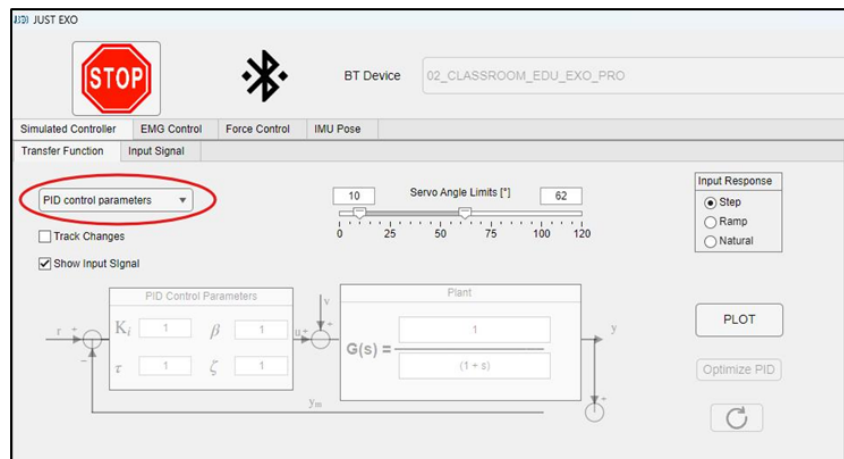 JUST EXO
STOP
BT Device
02_CLASSROOM_EDU_EXO_PRO
Simulated Controller EMG Control Force Control IMU Pose
Transfer Function Input Signal
PID control parameters
Track Changes
Show Input Signal
10 Servo Angle Limits [°] 62
0 25 50 75 100 120
Input Response
Step
Ramp
Natural
PID Control Parameters
Kᵢ 1 β 1
τ 1 ζ 1
r + −
u + v +
Plant
G(s) = 1
(1 + s)
y
+
yₘ
PLOT
Optimize PID